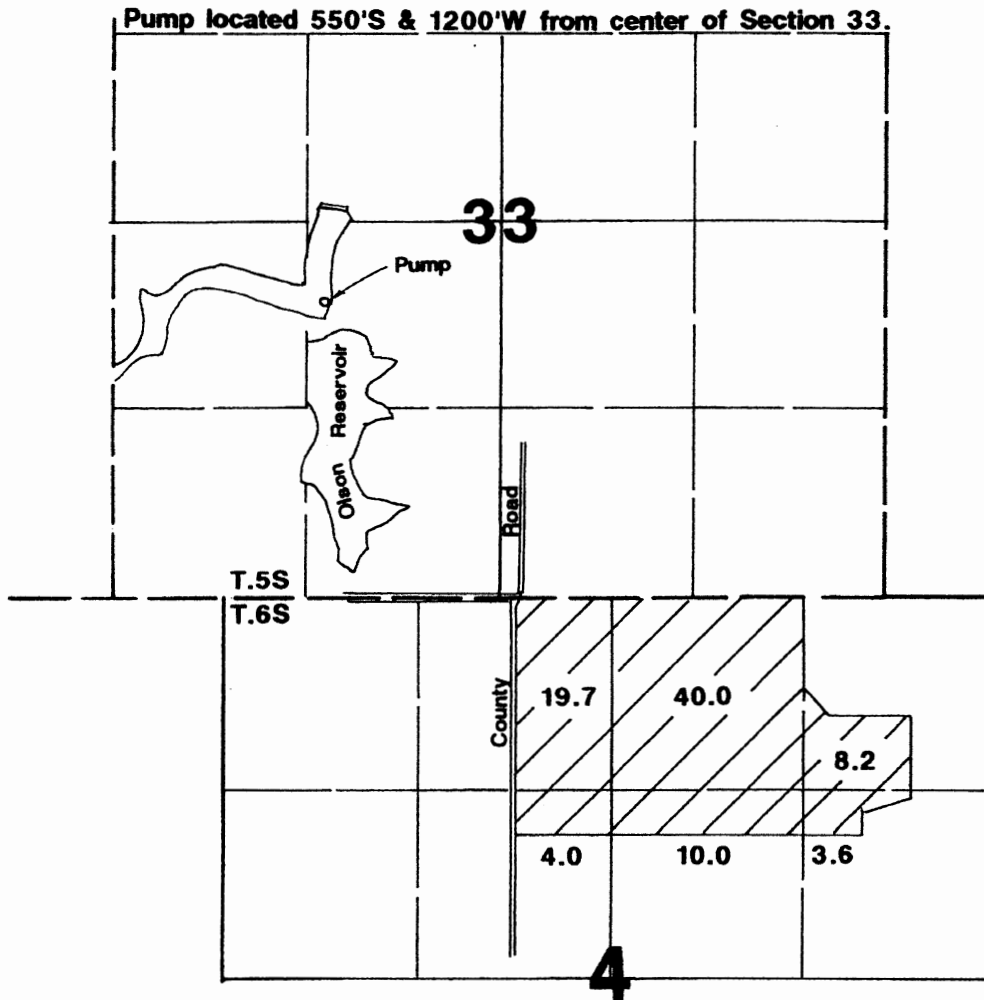 Pump located 550'S & 1200'W from center of Section 33.
33
Pump
Olson Reservoir
Road
T.5S
T.6S
County
19.7
40.0
8.2
4.0
10.0
3.6
4